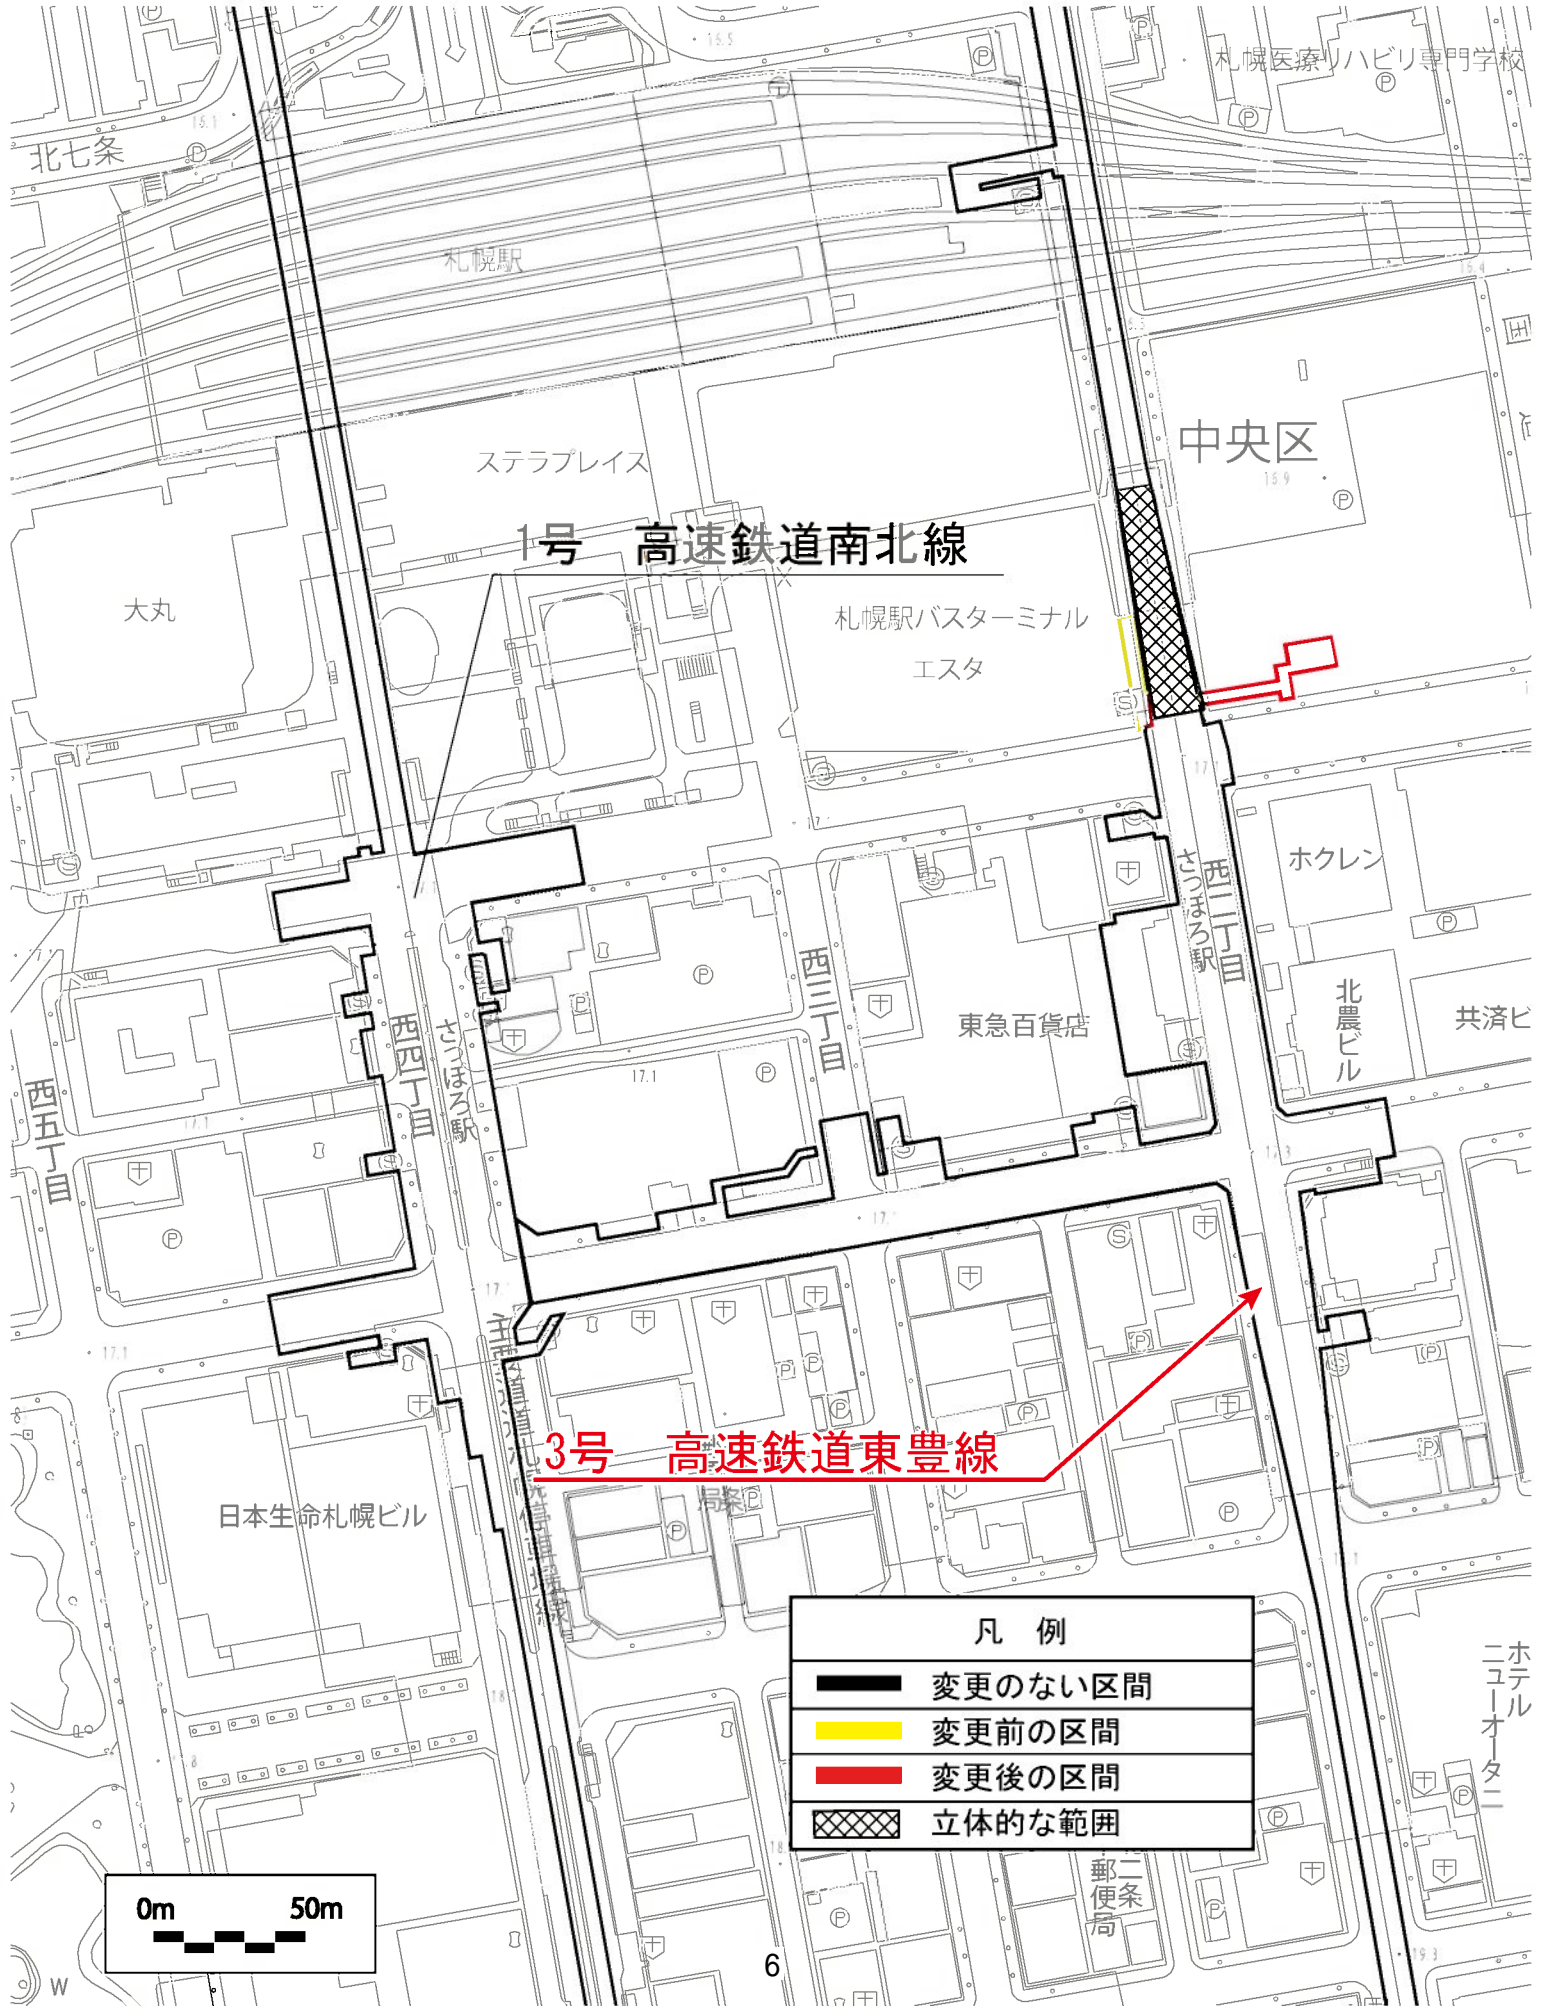 札幌医療リハビリ専門学校
北七条
札幌駅
中央区
ステラプレイス
1号 高速鉄道南北線
大丸
札幌駅バスターミナル
エスタ
ホクレン
西二丁目
さっぽろ駅
西三丁目
東急百貨店
北農ビル
共済ビ
西四丁目
さっぽろ駅
西五丁目
17.1
17.1
17.1
3号 高速鉄道東豊線
日本生命札幌ビル
凡 例
変更のない区間
変更前の区間
変更後の区間
立体的な範囲
ホテル
ニューオータニ
二条
郵便局
0m 50m
W
6